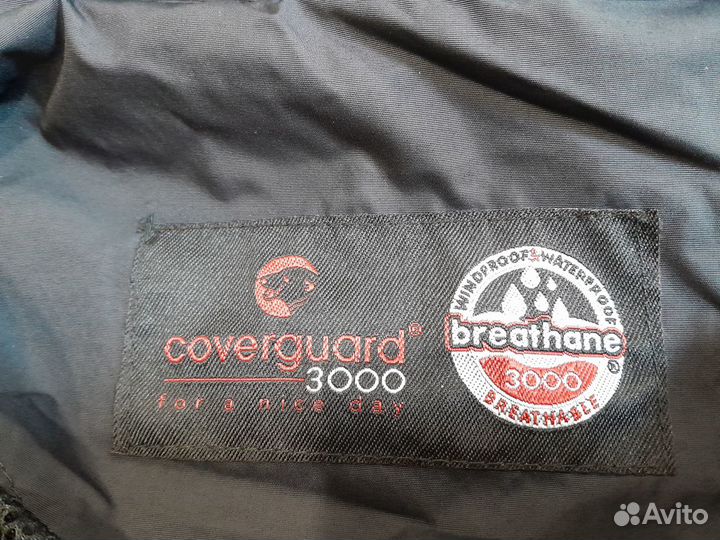 coverguard®
3000
for a nice day
WINDPROOF & WATERPROOF
breathane®
3000
BREATHABLE
Avito